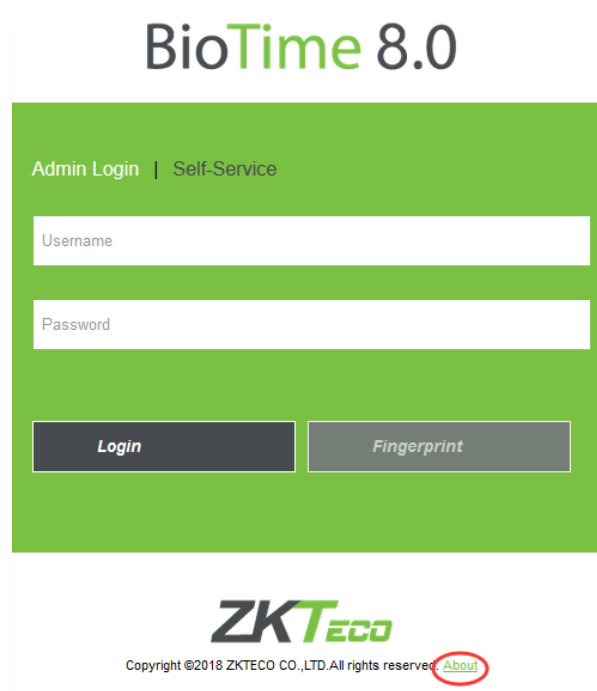 BioTime 8.0
Admin Login | Self-Service
Username
Password
Login Fingerprint
ZKTECO
Copyright ©2018 ZKTECO CO.,LTD.All rights reserved. About